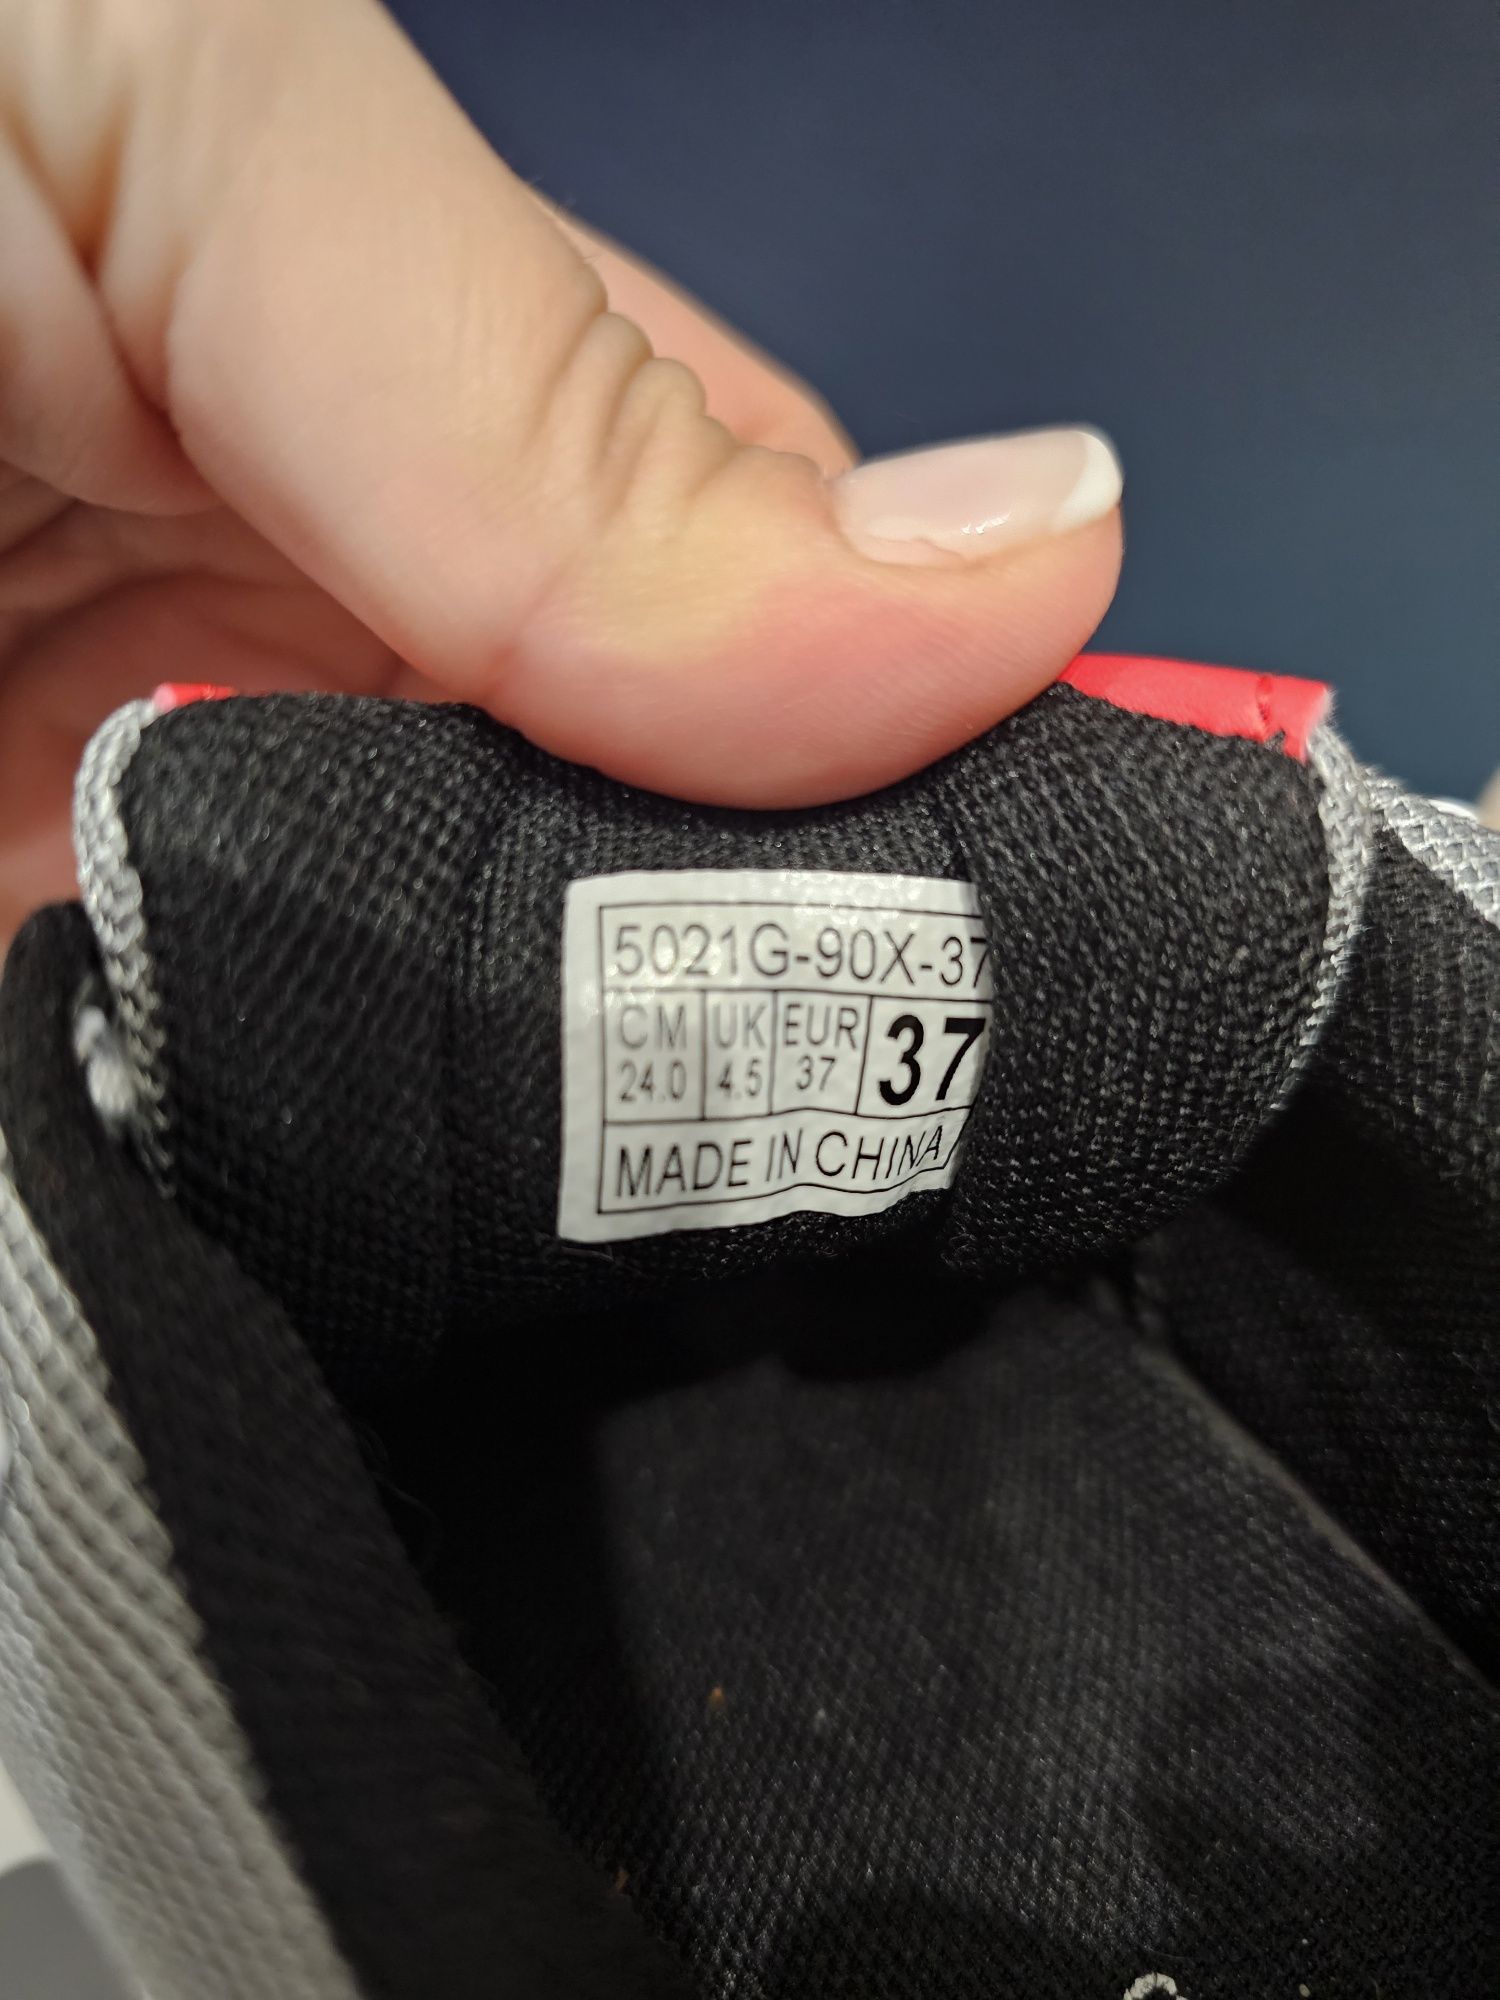 5021G-90X-37
CM UK EUR 37
24.0 4.5 37
MADE IN CHINA